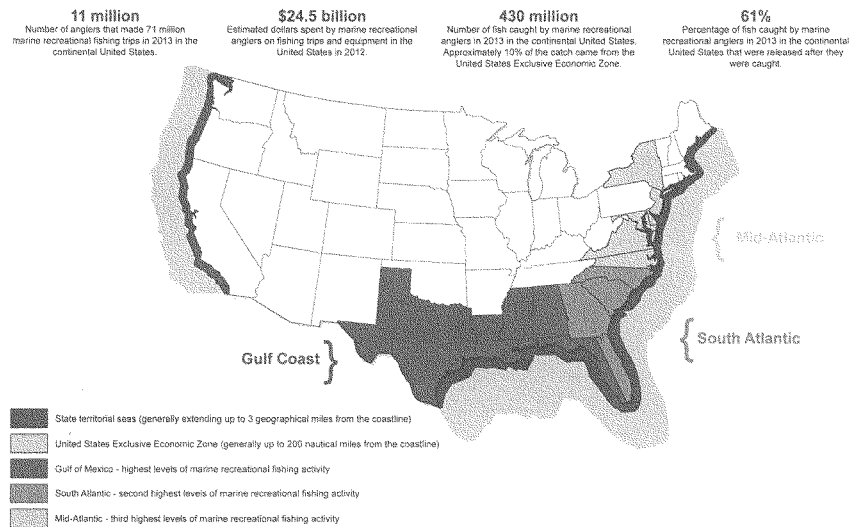 11 million
Number of anglers that made 71 million
marine recreational fishing trips in 2013 in the
continental United States.
$24.5 billion
Estimated dollars spent by marine recreational
anglers on fishing trips and equipment in the
United States in 2012.
430 million
Number of fish caught by marine recreational
anglers in 2013 in the continental United States.
Approximately 10% of the catch came from the
United States Exclusive Economic Zone.
61%
Percentage of fish caught by marine
recreational anglers in 2013 in the continental
United States that were released after they
were caught.
Mid-Atlantic
South Atlantic
Gulf Coast
State territorial seas (generally extending up to 3 geographical miles from the coastline)
United States Exclusive Economic Zone (generally up to 200 nautical miles from the coastline)
Gulf of Mexico - highest levels of marine recreational fishing activity
South Atlantic - second highest levels of marine recreational fishing activity
Mid-Atlantic - third highest levels of marine recreational fishing activity